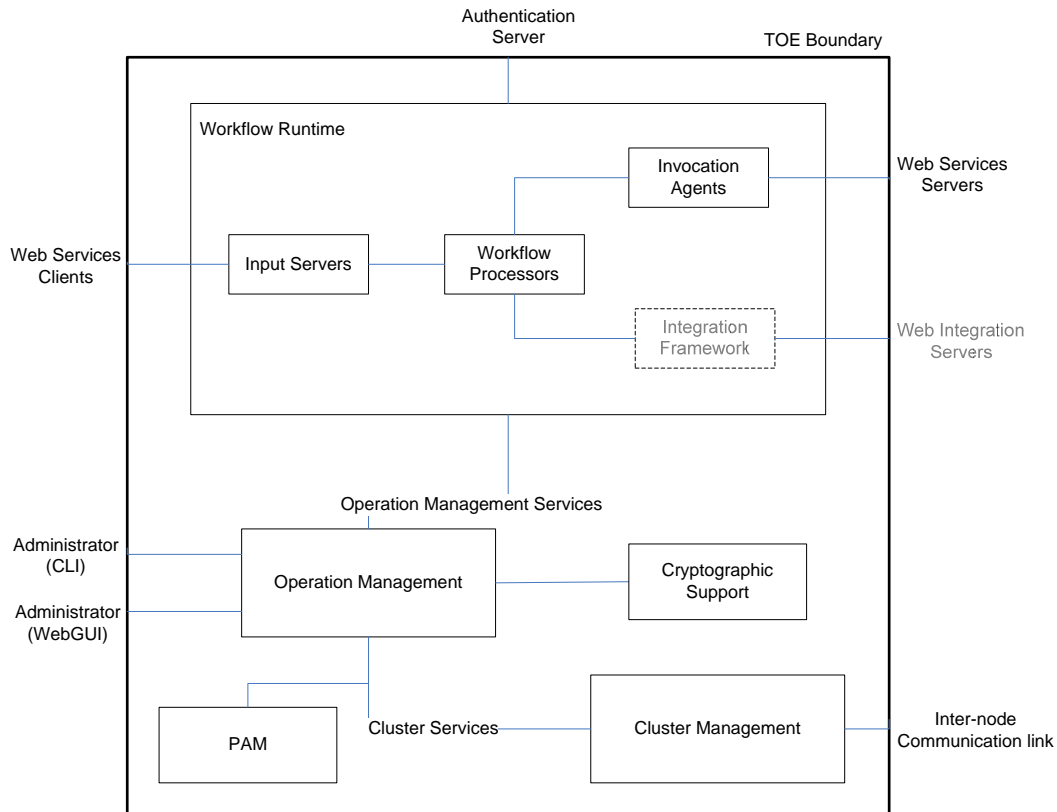 Authentication
Server
TOE Boundary
Workflow Runtime
Invocation
Agents
Web Services
Servers
Web Services
Clients
Input Servers
Workflow
Processors
Integration
Framework
Web Integration
Servers
Operation Management Services
Administrator
(CLI)
Operation Management
Cryptographic
Support
Administrator
(WebGUI)
PAM
Cluster Services
Cluster Management
Inter-node
Communication link